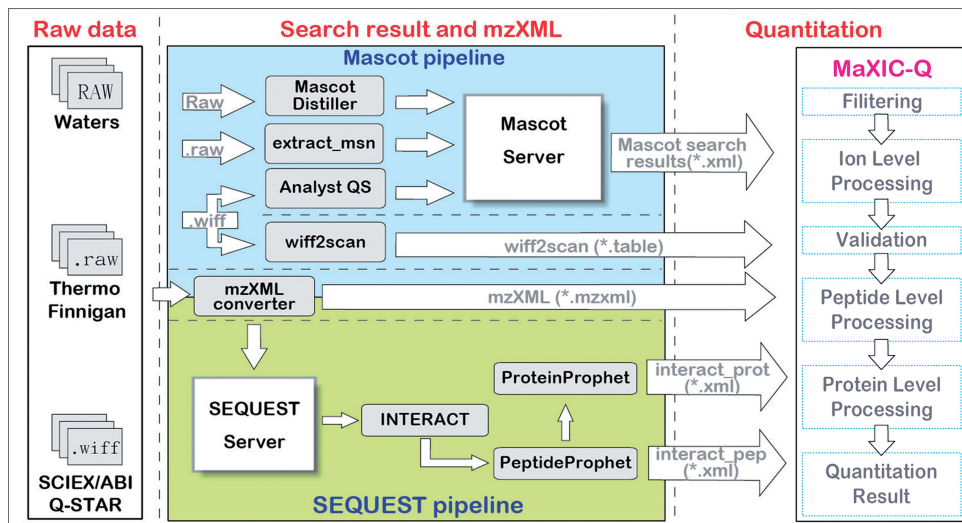 Raw data
Search result and mzXML
Quantitation
RAW
Waters
.raw
Thermo
Finnigan
.wiff
SCIEX/ABI
Q-STAR
Mascot pipeline
Raw
Mascot
Distiller
.raw
extract_msn
Analyst QS
.wiff
wiff2scan
Mascot
Server
Mascot search
results(*.xml)
wiff2scan (*.table)
mzXML
converter
mzXML (*.mzxml)
SEQUEST
Server
INTERACT
ProteinProphet
PeptideProphet
interact_prot
(*.xml)
interact_pep
(*.xml)
SEQUEST pipeline
MaXIC-Q
Filitering
Ion Level
Processing
Validation
Peptide Level
Processing
Protein Level
Processing
Quantitation
Result